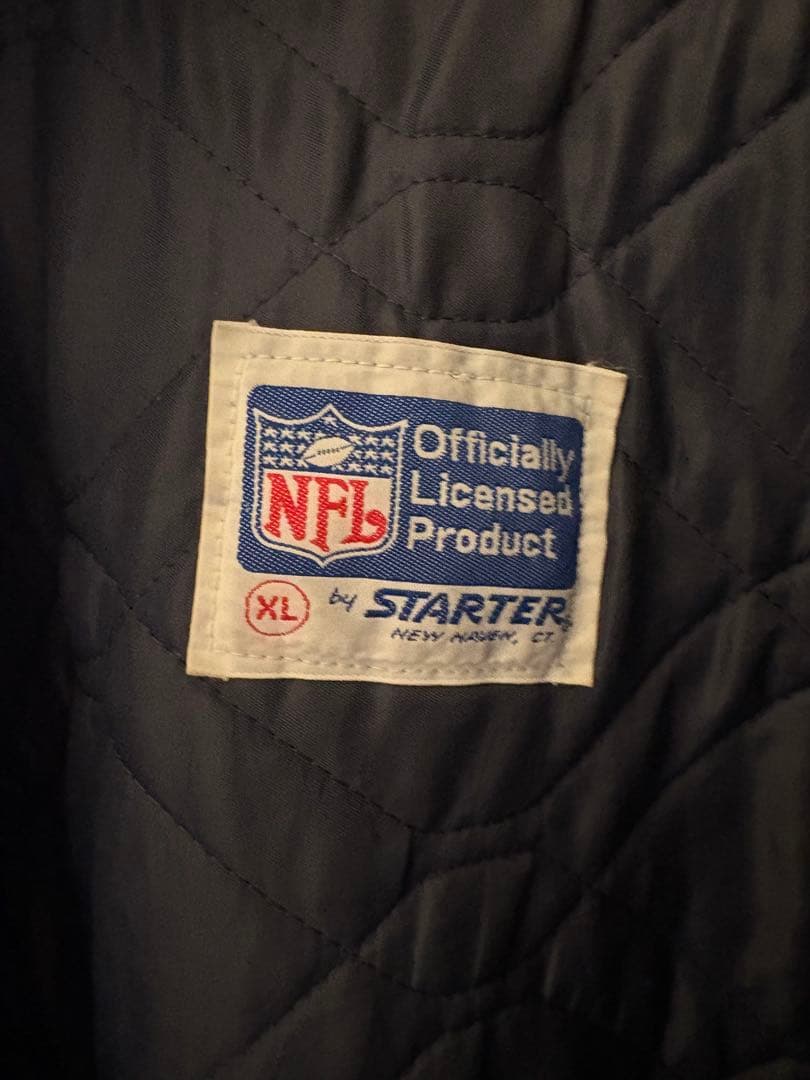 NFL
Officially
Licensed
Product
XL by STARTER®
NEW HAVEN, CT.